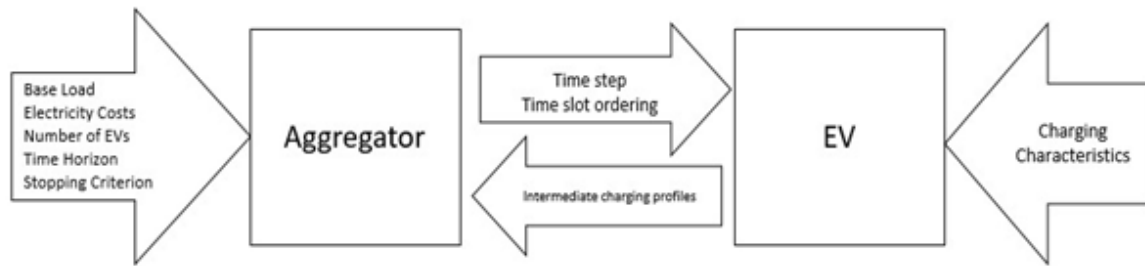 Base Load
Electricity Costs
Number of EVs
Time Horizon
Stopping Criterion
Aggregator
Time step
Time slot ordering
Intermediate charging profiles
EV
Charging
Characteristics